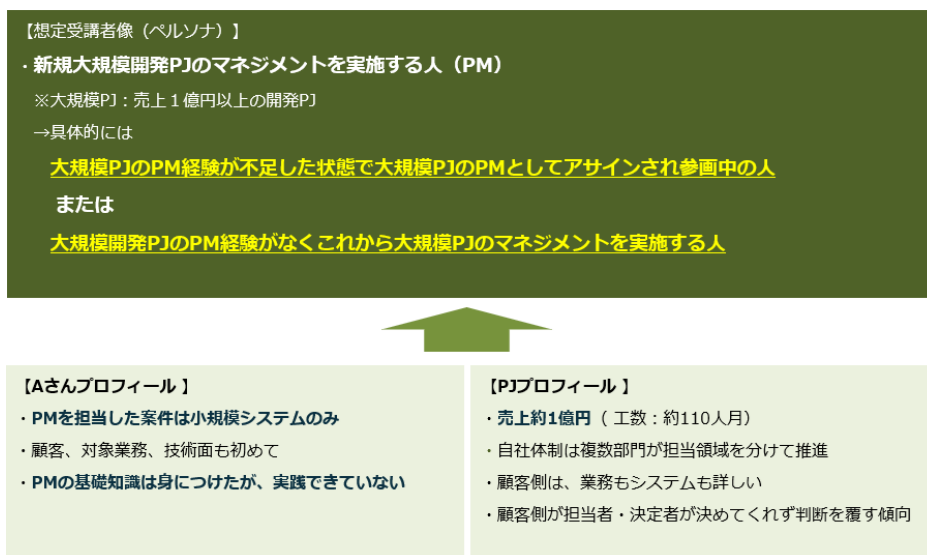 【想定受講者像（ペルソナ）】
・新規大規模開発PJのマネジメントを実施する人（PM）
※大規模PJ：売上１億円以上の開発PJ
→具体的には
大規模PJのPM経験が不足した状態で大規模PJのPMとしてアサインされ参画中の人
または
大規模開発PJのPM経験がなくこれから大規模PJのマネジメントを実施する人
【Aさんプロフィール 】
・PMを担当した案件は小規模システムのみ
・顧客、対象業務、技術面も初めて
・PMの基礎知識は身につけたが、実践できていない
【PJプロフィール 】
・売上約1億円（ 工数：約110人月）
・自社体制は複数部門が担当領域を分けて推進
・顧客側は、業務もシステムも詳しい
・顧客側が担当者・決定者が決めてくれず判断を覆す傾向